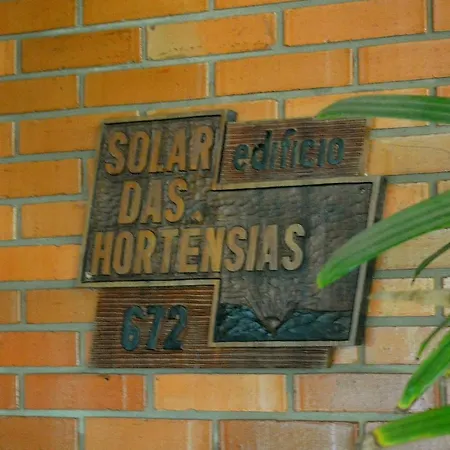 edifício
SOLAR
DAS
HORTÊNSIAS
672